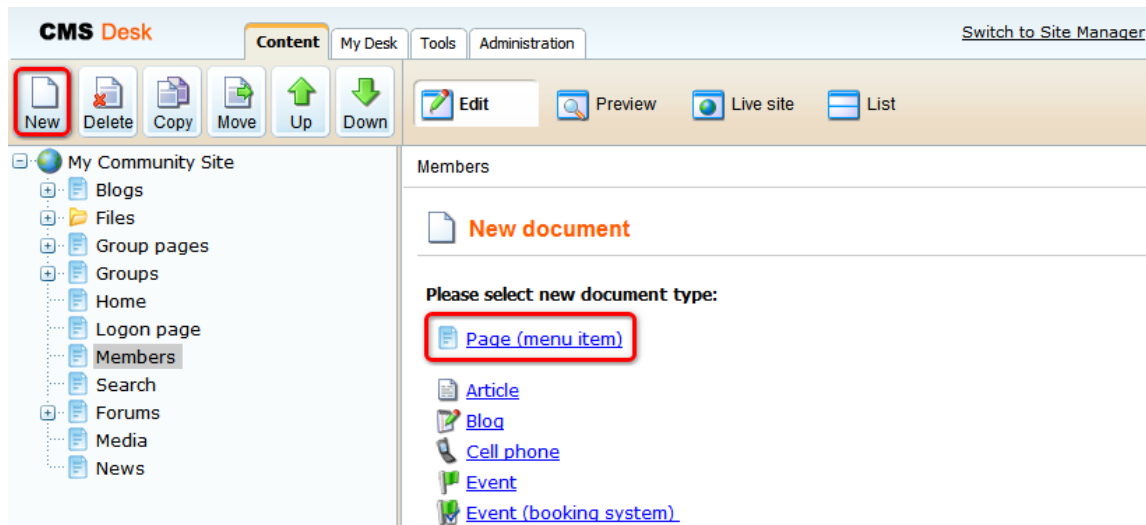 CMS Desk
Content My Desk Tools Administration
Switch to Site Manager
New Delete Copy Move Up Down
Edit Preview Live site List
My Community Site
Blogs
Files
Group pages
Groups
Home
Logon page
Members
Search
Forums
Media
News
Members
New document
Please select new document type:
Page (menu item)
Article
Blog
Cell phone
Event
Event (booking system)